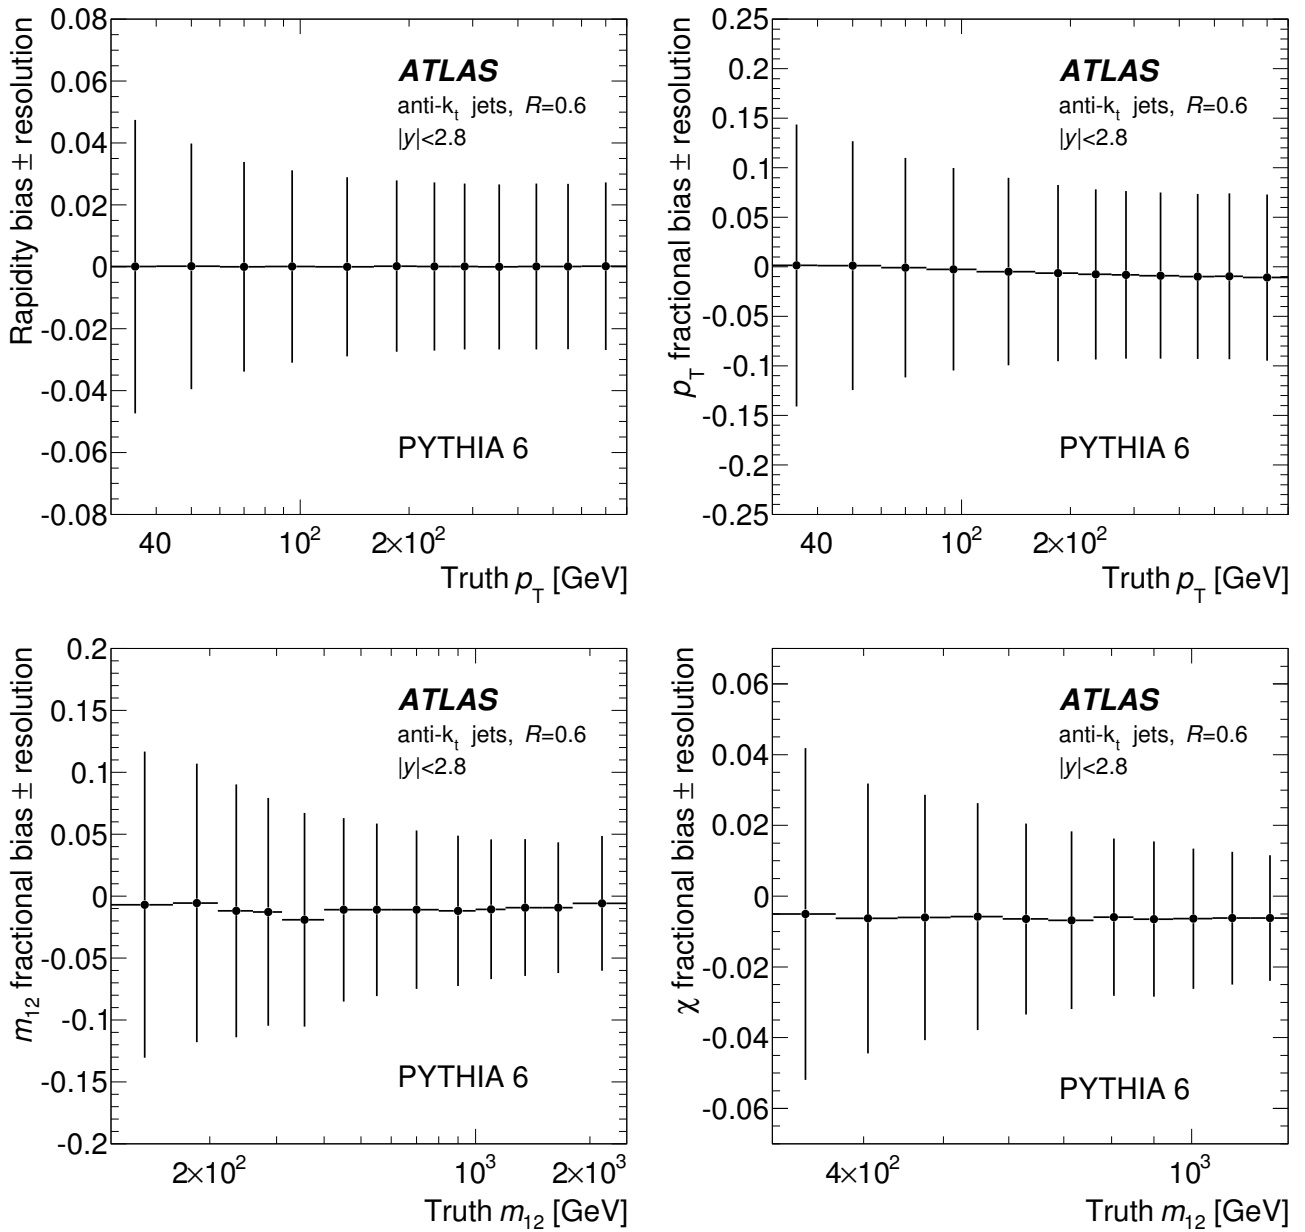 Rapidity bias ± resolution
0.08
0.06
0.04
0.02
0
-0.02
-0.04
-0.06
-0.08
ATLAS
anti-kt jets, R=0.6
|y|<2.8
PYTHIA 6
40
10²
2×10²
Truth pT [GeV]
pT fractional bias ± resolution
0.25
0.2
0.15
0.1
0.05
0
-0.05
-0.1
-0.15
-0.2
-0.25
ATLAS
anti-kt jets, R=0.6
|y|<2.8
PYTHIA 6
40
10²
2×10²
Truth pT [GeV]
m12 fractional bias ± resolution
0.2
0.15
0.1
0.05
0
-0.05
-0.1
-0.15
-0.2
ATLAS
anti-kt jets, R=0.6
|y|<2.8
PYTHIA 6
2×10²
10³
2×10³
Truth m12 [GeV]
χ fractional bias ± resolution
0.06
0.04
0.02
0
-0.02
-0.04
-0.06
ATLAS
anti-kt jets, R=0.6
|y|<2.8
PYTHIA 6
4×10²
10³
Truth m12 [GeV]